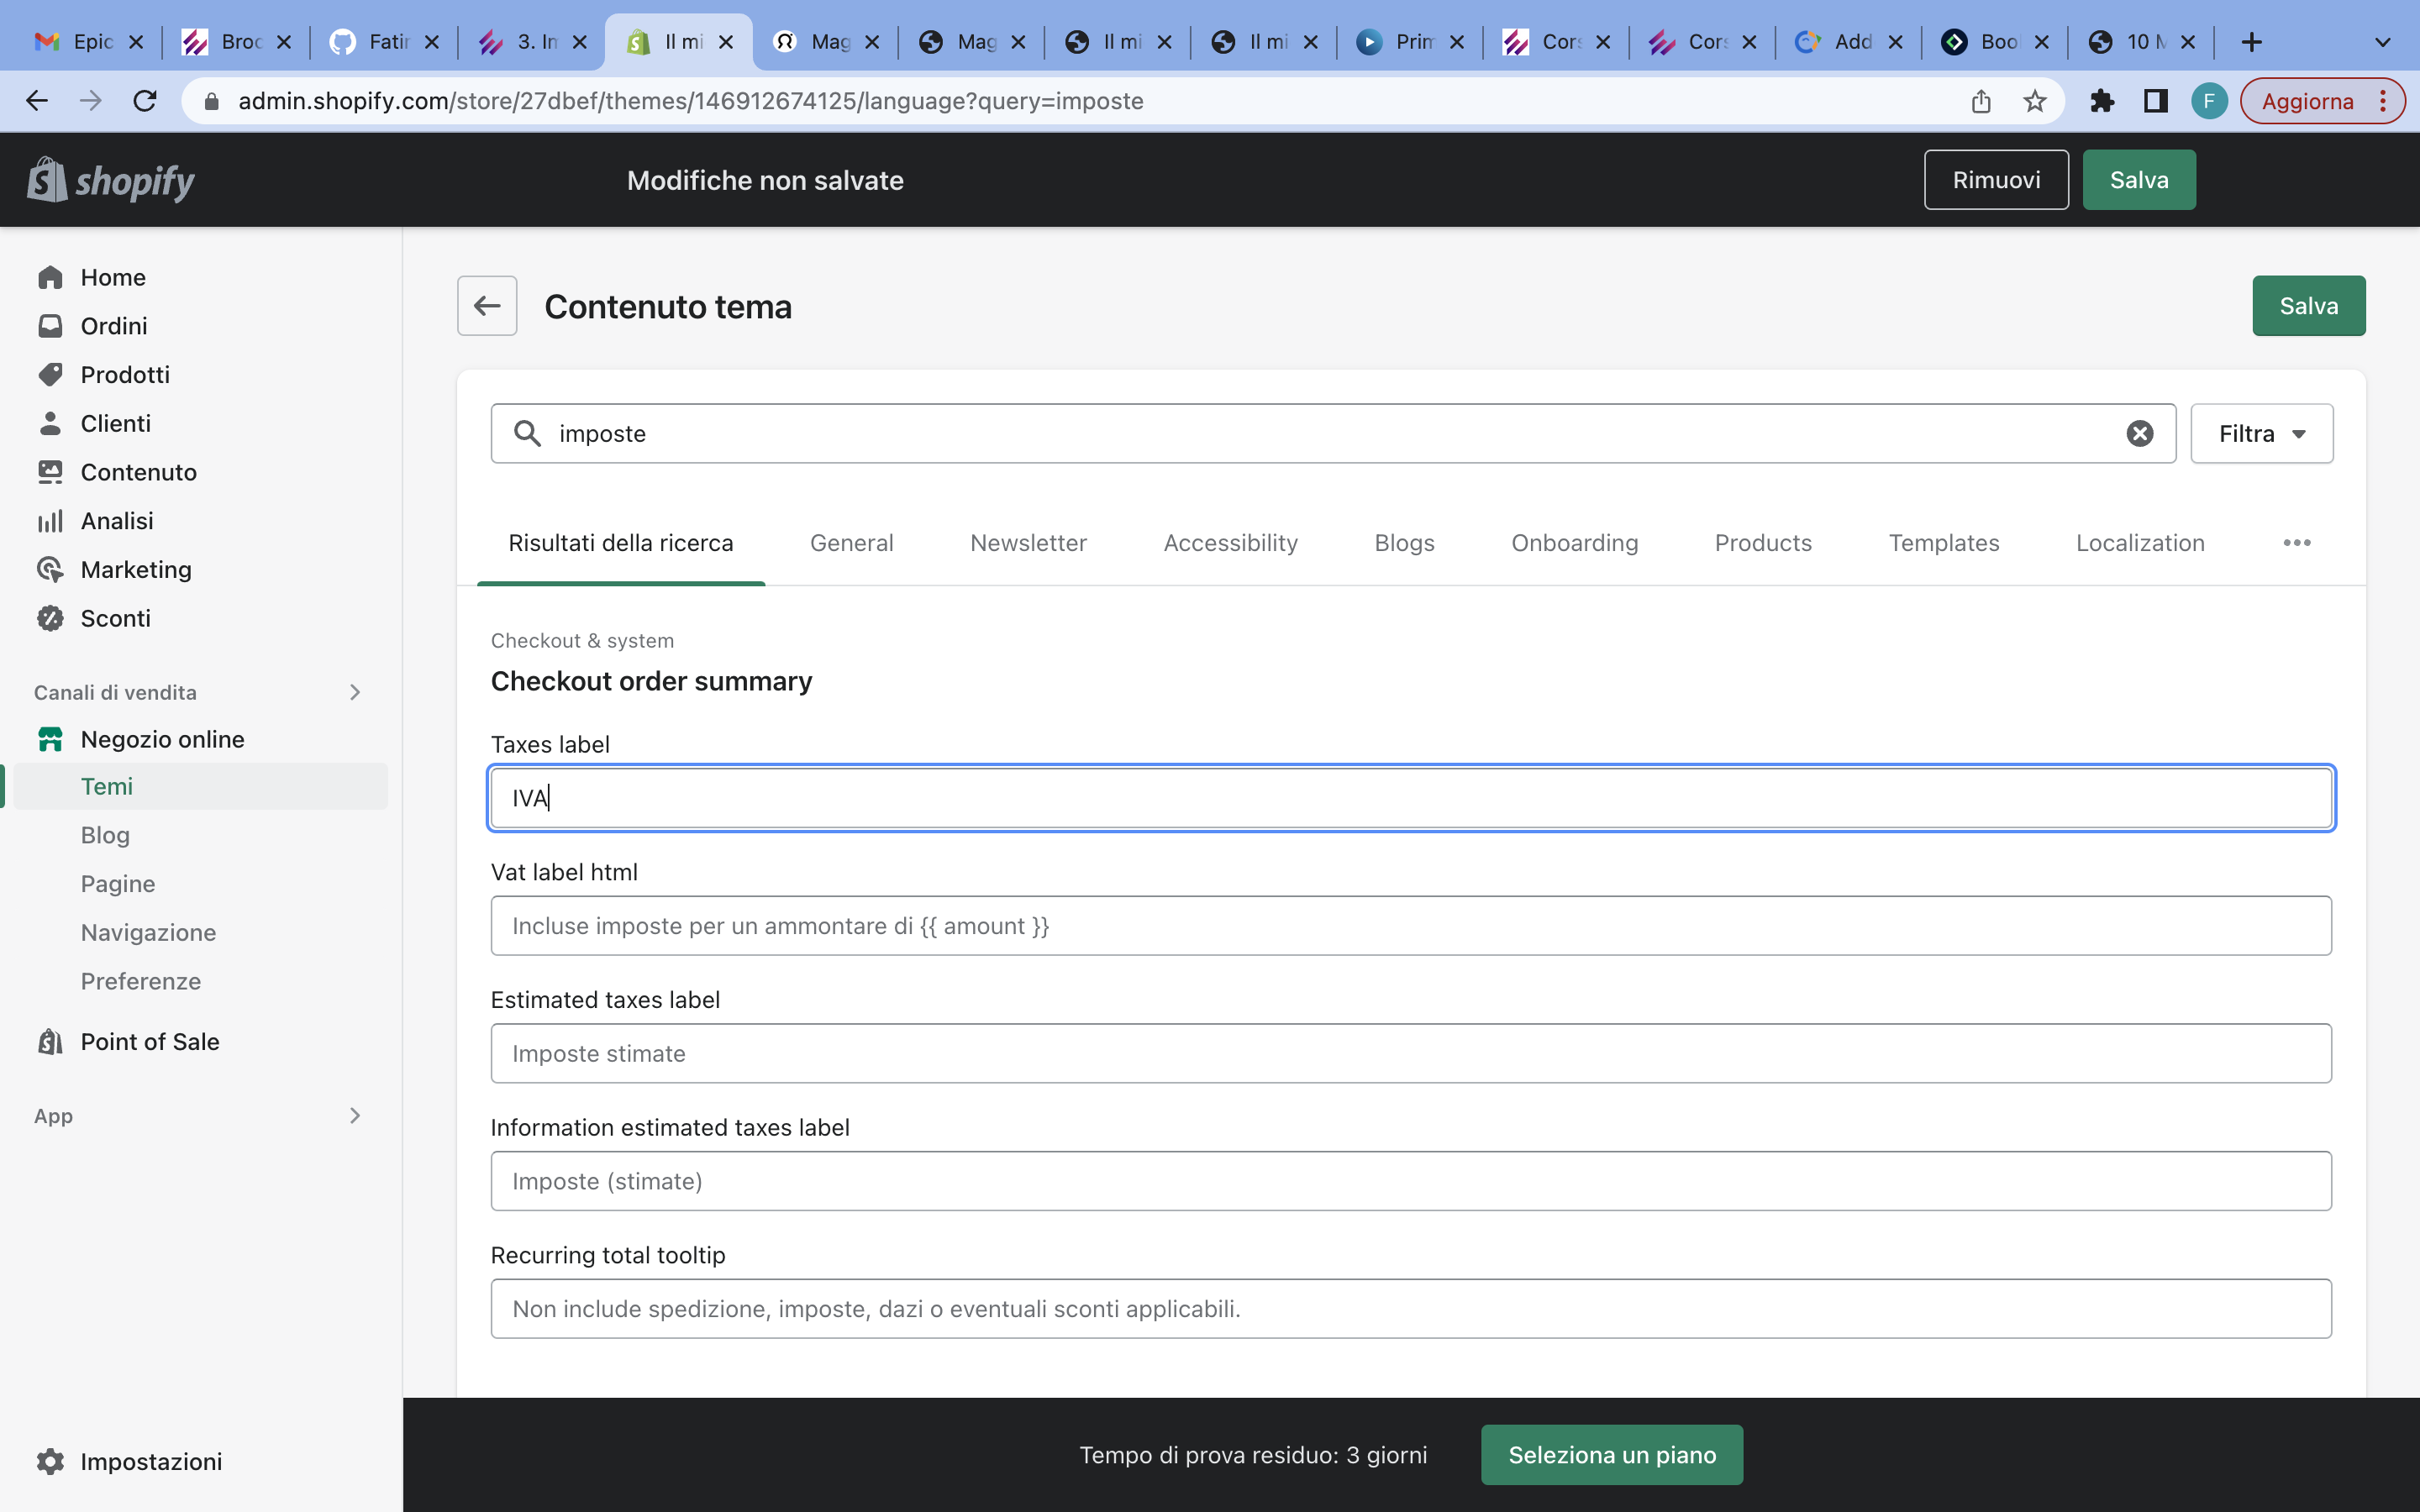 Epic
Broc
Fatir
3. Im
Il mi
Mag
Mag
Il mi
Il mi
Prim
Cors
Cors
Add
Boo
10 M
admin.shopify.com/store/27dbef/themes/146912674125/language?query=imposte
F
Aggiorna
shopify
Modifiche non salvate
Rimuovi
Salva
Home
Ordini
Prodotti
Clienti
Contenuto
Analisi
Marketing
Sconti
Canali di vendita
Negozio online
Temi
Blog
Pagine
Navigazione
Preferenze
Point of Sale
App
Impostazioni
Contenuto tema
Salva
imposte
Filtra
Risultati della ricerca
General
Newsletter
Accessibility
Blogs
Onboarding
Products
Templates
Localization
Checkout & system
Checkout order summary
Taxes label
IVA
Vat label html
Incluse imposte per un ammontare di {{ amount }}
Estimated taxes label
Imposte stimate
Information estimated taxes label
Imposte (stimate)
Recurring total tooltip
Non include spedizione, imposte, dazi o eventuali sconti applicabili.
Tempo di prova residuo: 3 giorni
Seleziona un piano